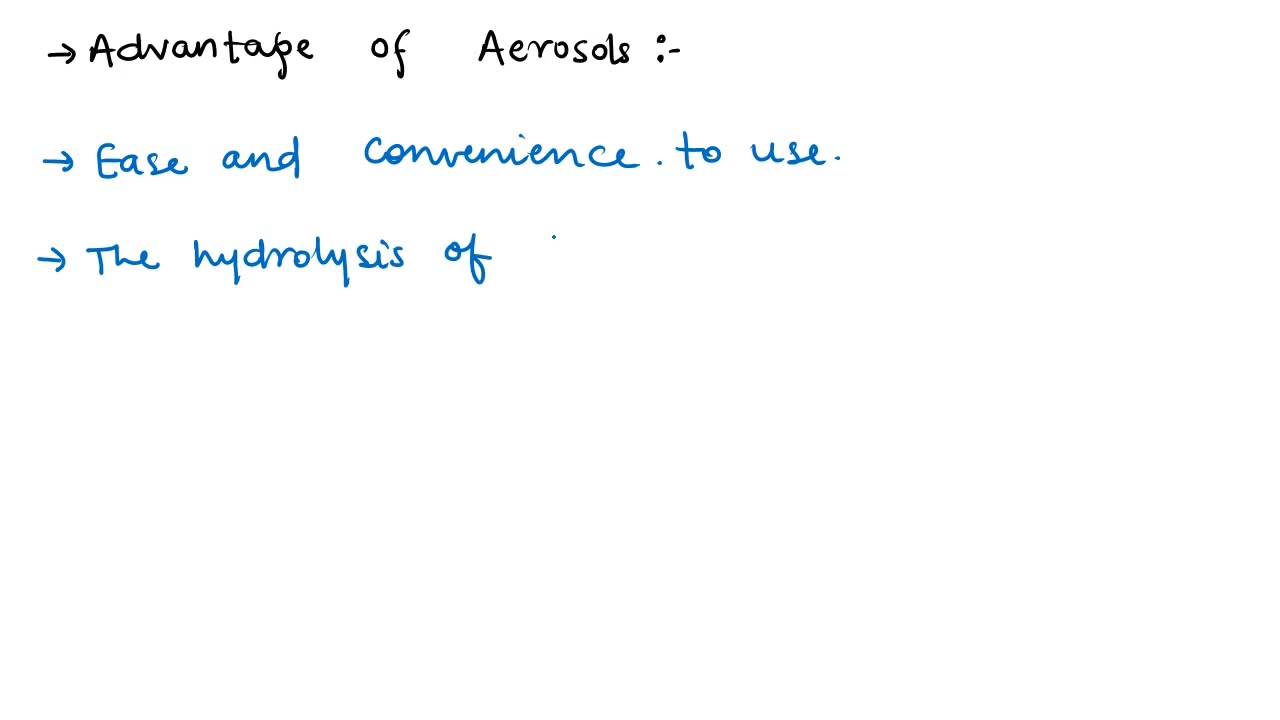 → Advantage of Aerosols :-
→ Ease and convenience. to use.
→ The hydrolysis of